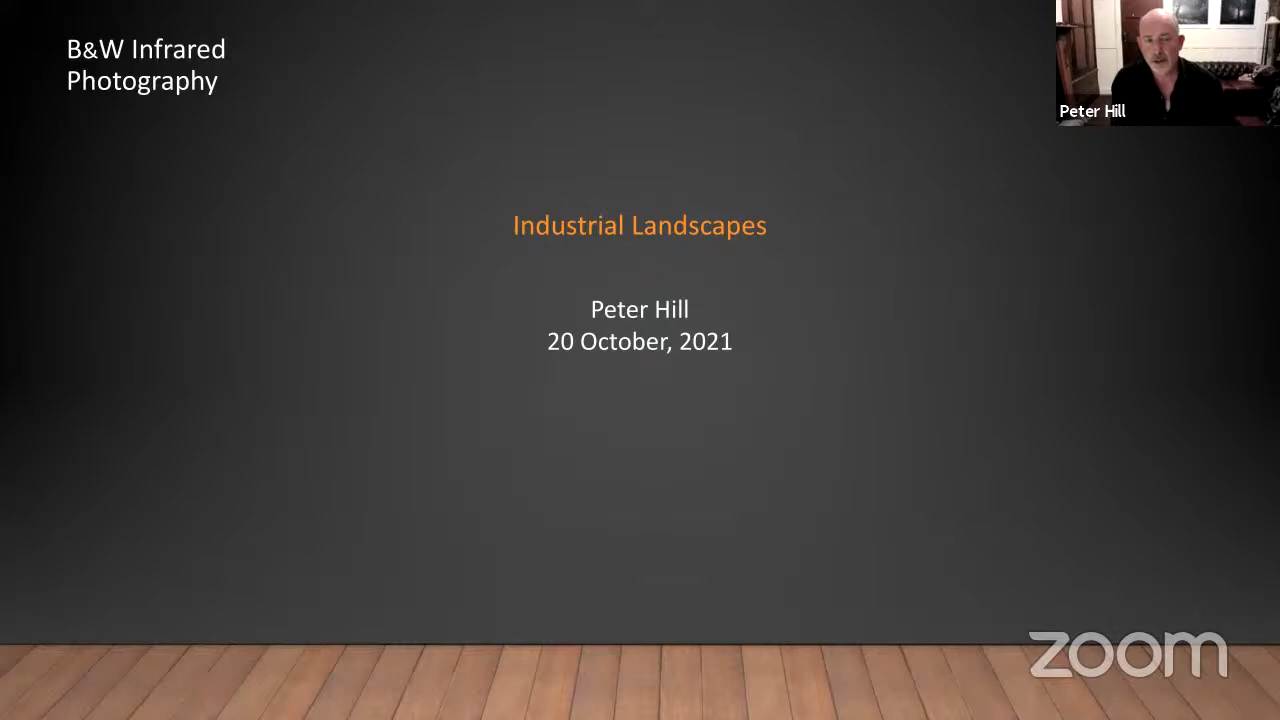 B&W Infrared
Photography
Peter Hill
Industrial Landscapes
Peter Hill
20 October, 2021
zoom